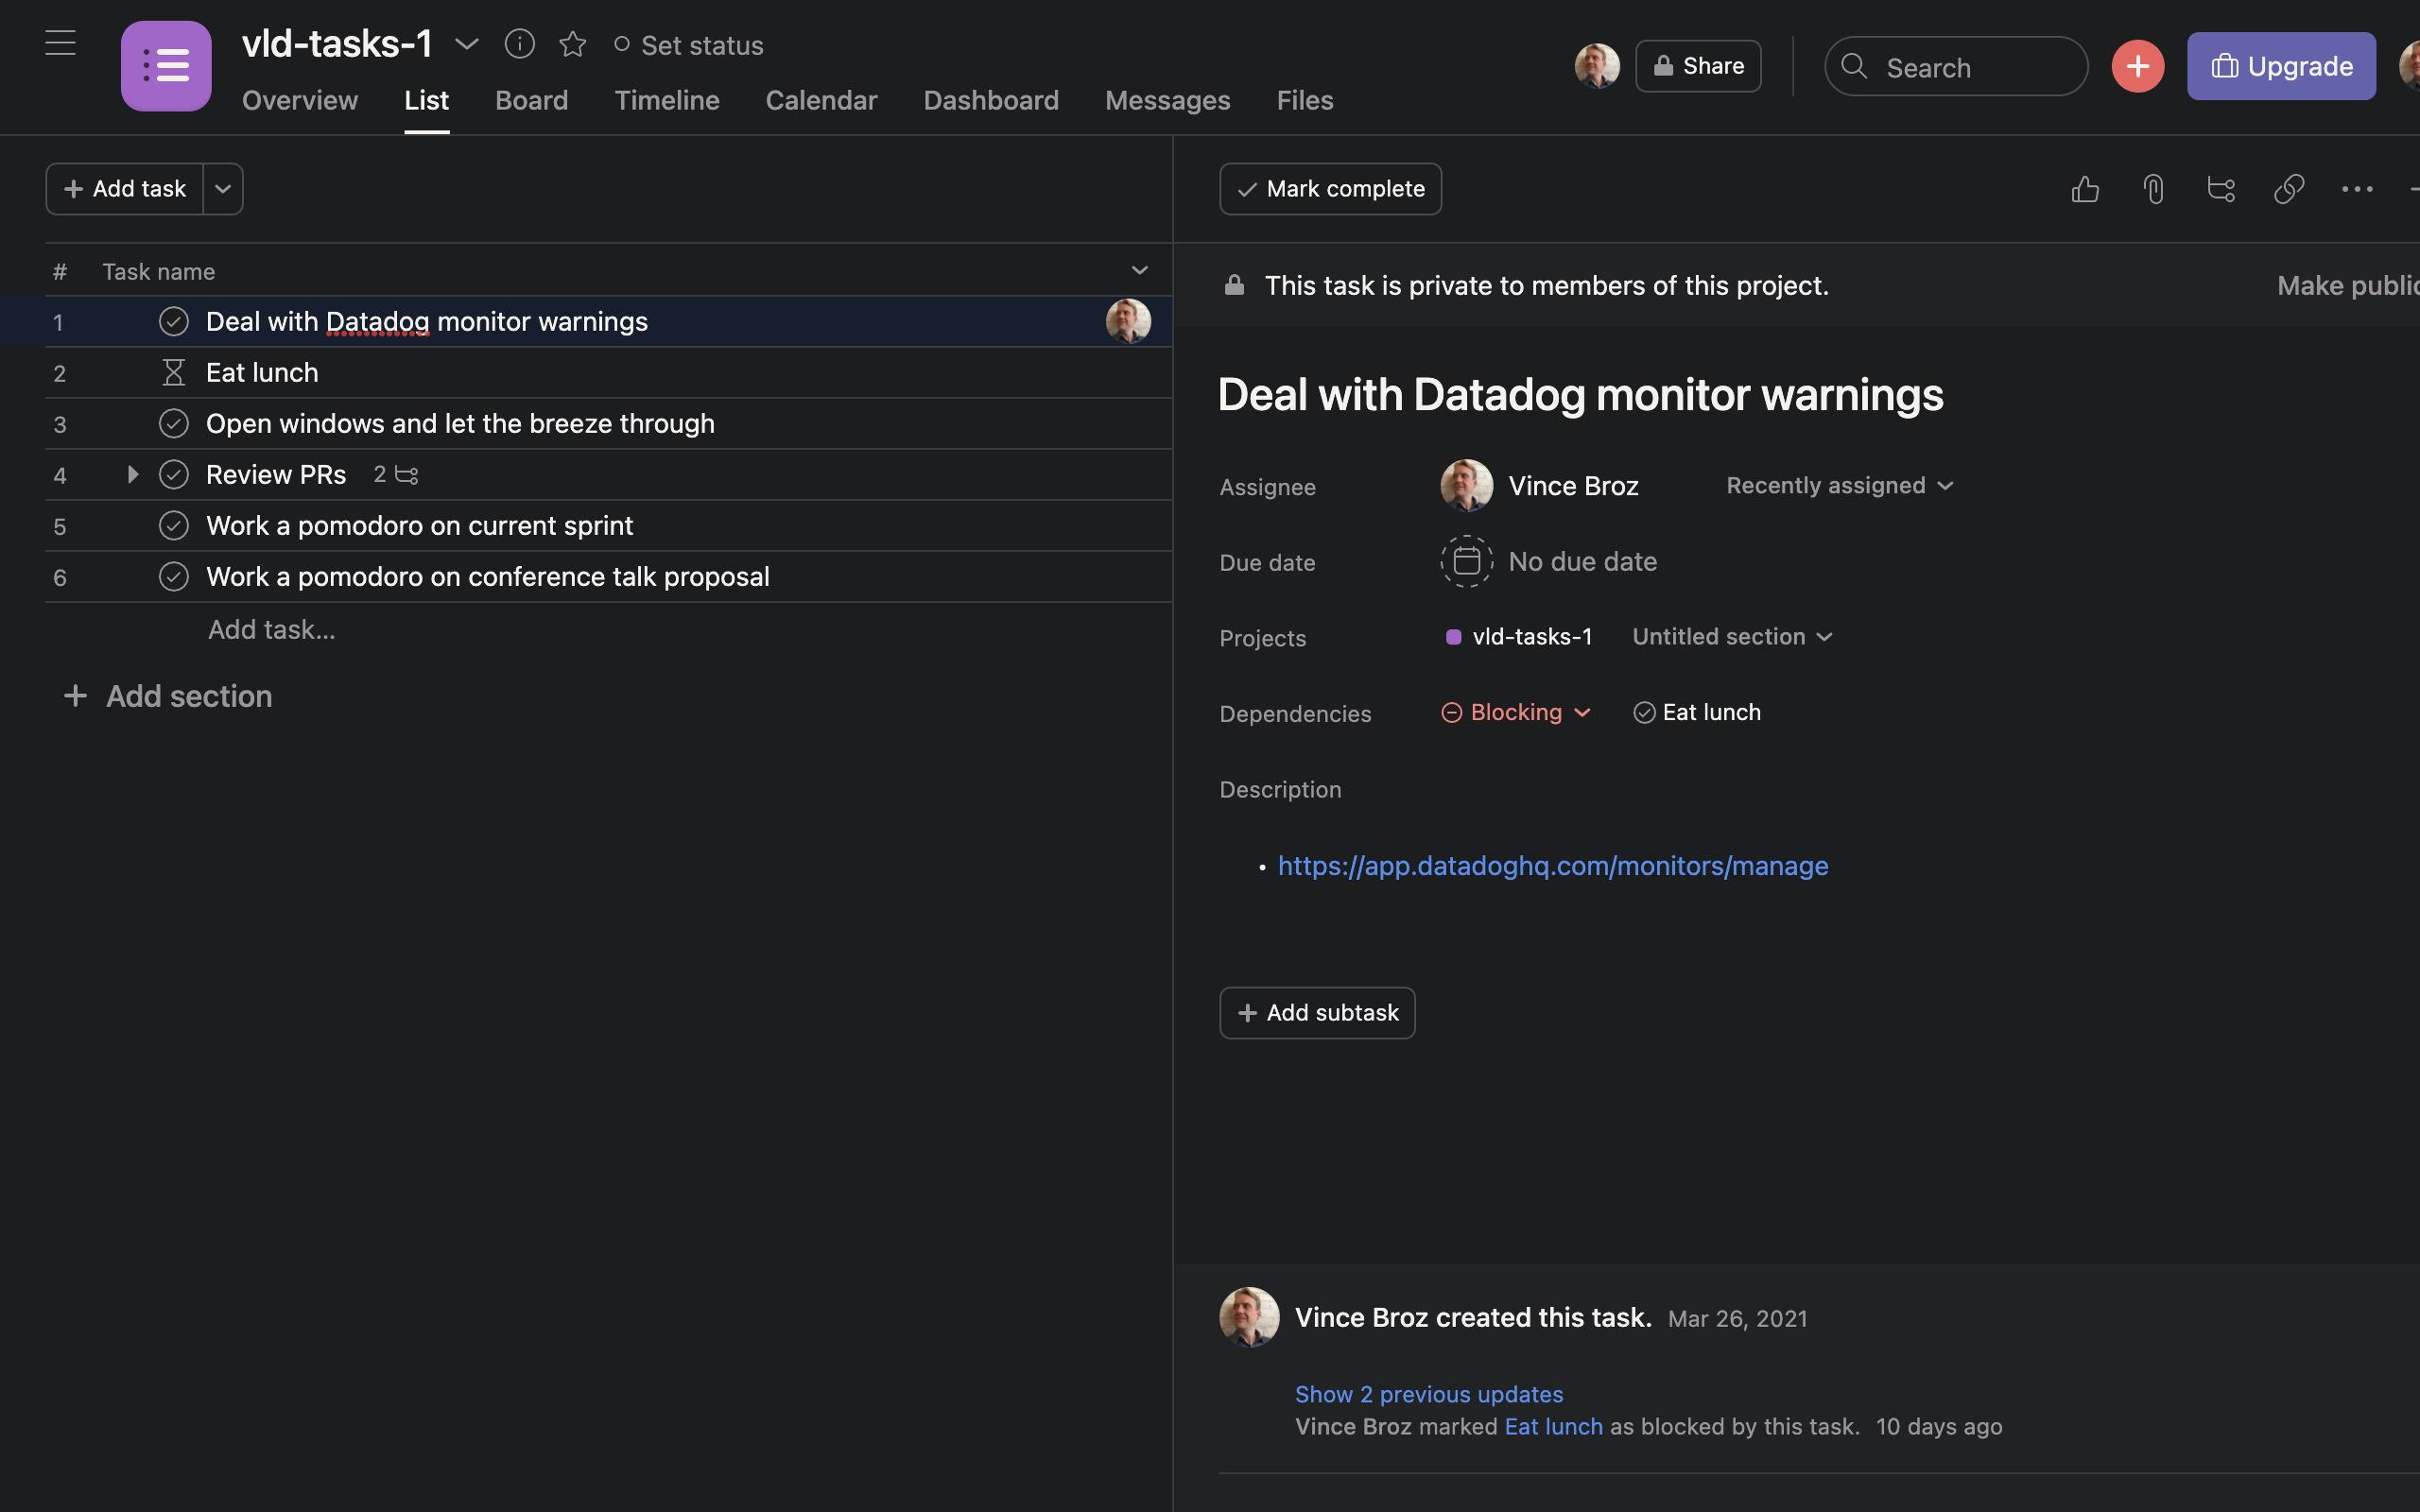 vld-tasks-1
Set status
Overview List Board Timeline Calendar Dashboard Messages Files
Share
Search
Upgrade
Add task
# Task name
1 Deal with Datadog monitor warnings
2 Eat lunch
3 Open windows and let the breeze through
4 Review PRs 2
5 Work a pomodoro on current sprint
6 Work a pomodoro on conference talk proposal
Add task...
+ Add section
Mark complete
This task is private to members of this project.
Make public
Deal with Datadog monitor warnings
Assignee Vince Broz Recently assigned
Due date No due date
Projects vld-tasks-1 Untitled section
Dependencies Blocking Eat lunch
Description
• https://app.datadoghq.com/monitors/manage
+ Add subtask
Vince Broz created this task. Mar 26, 2021
Show 2 previous updates
Vince Broz marked Eat lunch as blocked by this task. 10 days ago